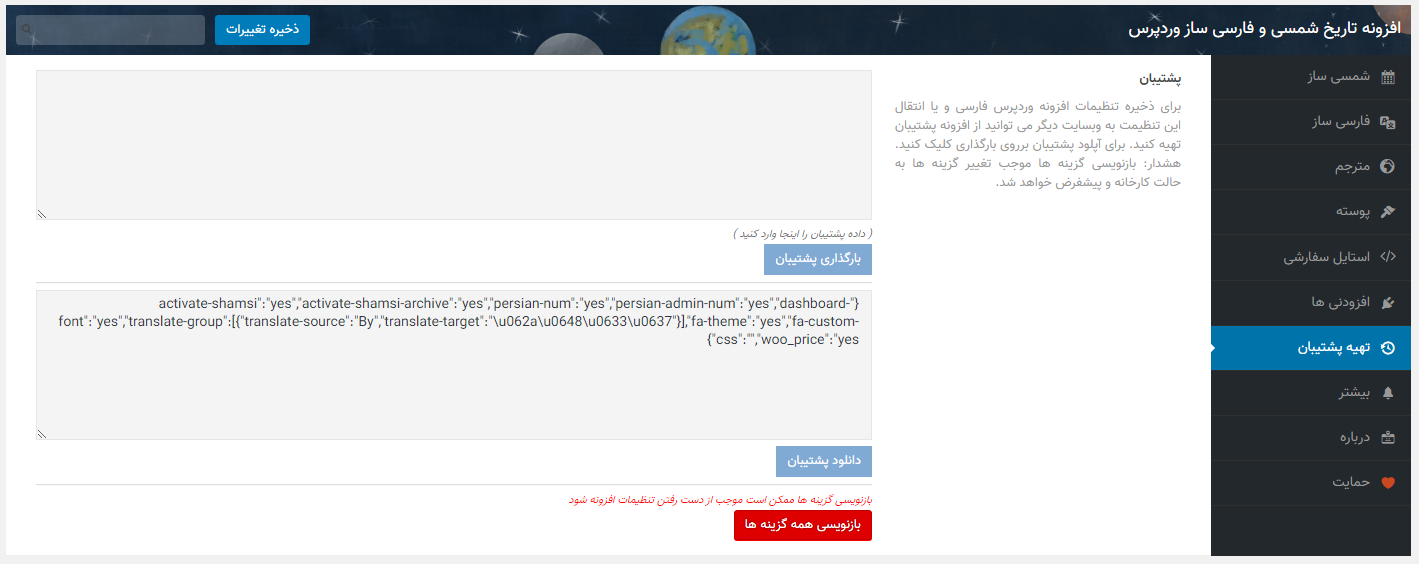 افزونه تاریخ شمسی و فارسی ساز وردپرس
ذخیره تغییرات
شمسی ساز
فارسی ساز
مترجم
پوسته
استایل سفارشی
افزودنی ها
تهیه پشتیبان
بیشتر
درباره
حمایت
پشتیبان
برای ذخیره تنظیمات افزونه وردپرس فارسی و یا انتقال
این تنظیمت به وبسایت دیگر می توانید از افزونه پشتیبان
تهیه کنید. برای آپلود پشتیبان برروی بارگذاری کلیک کنید.
هشدار: بازنویسی گزینه ها موجب تغییر گزینه ها به
حالت کارخانه و پیشفرض خواهد شد.
( داده پشتیبان را اینجا وارد کنید )
بارگذاری پشتیبان
{"activate-shamsi":"yes","activate-shamsi-archive":"yes","persian-num":"yes","persian-admin-num":"yes","dashboard-
font":"yes","translate-group":[{"translate-source":"By","translate-target":"\u062a\u0648\u0633\u0637"}],"fa-theme":"yes","fa-custom-
css":"","woo_price":"yes"}
دانلود پشتیبان
بازنویسی گزینه ها ممکن است موجب از دست رفتن تنظیمات افزونه شود
بازنویسی همه گزینه ها